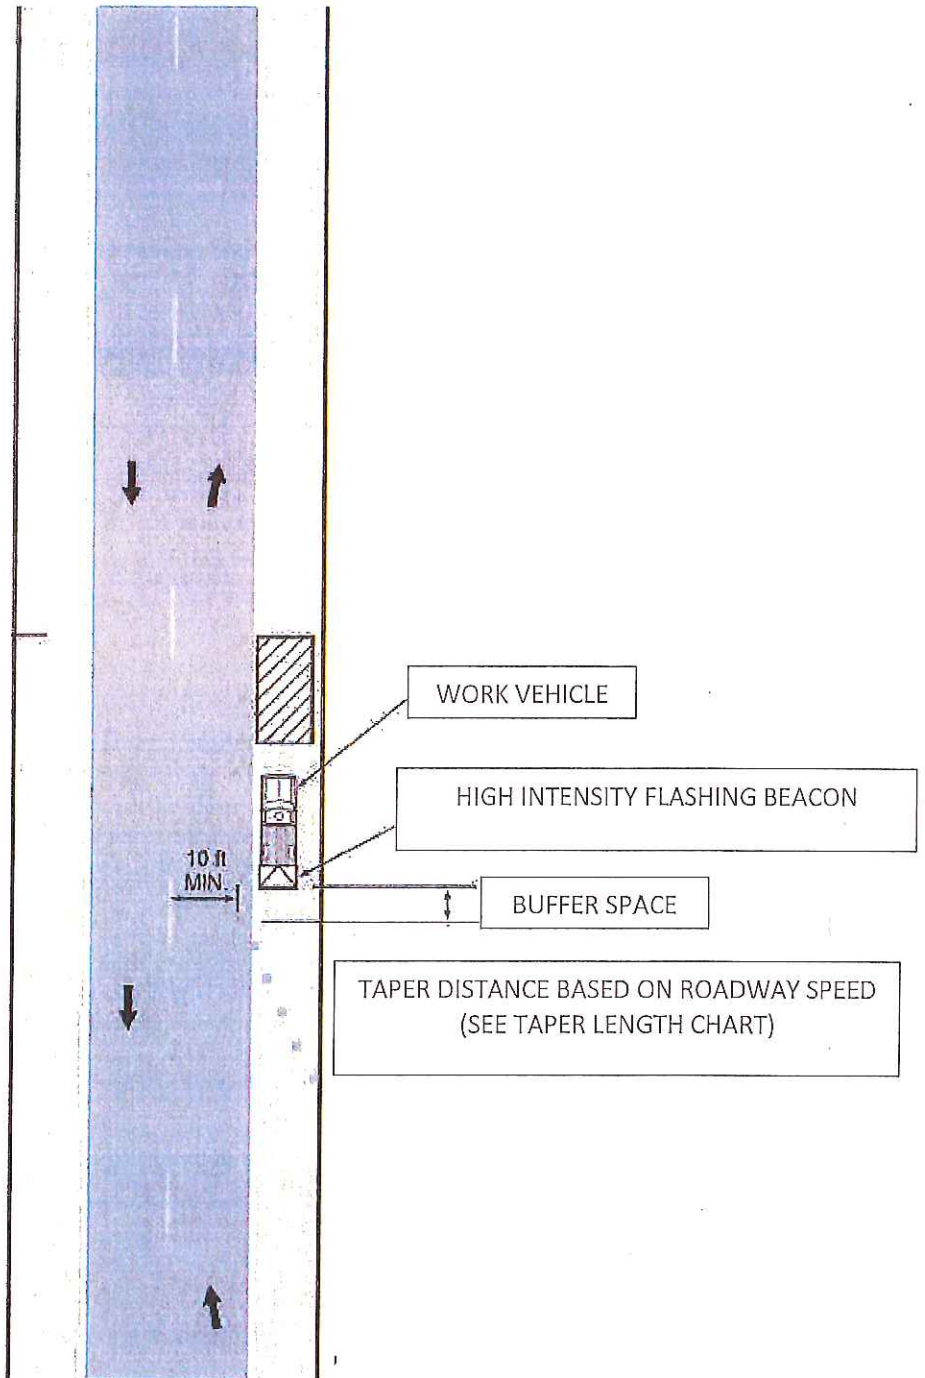 WORK VEHICLE
HIGH INTENSITY FLASHING BEACON
10 ft
MIN.
BUFFER SPACE
TAPER DISTANCE BASED ON ROADWAY SPEED
(SEE TAPER LENGTH CHART)